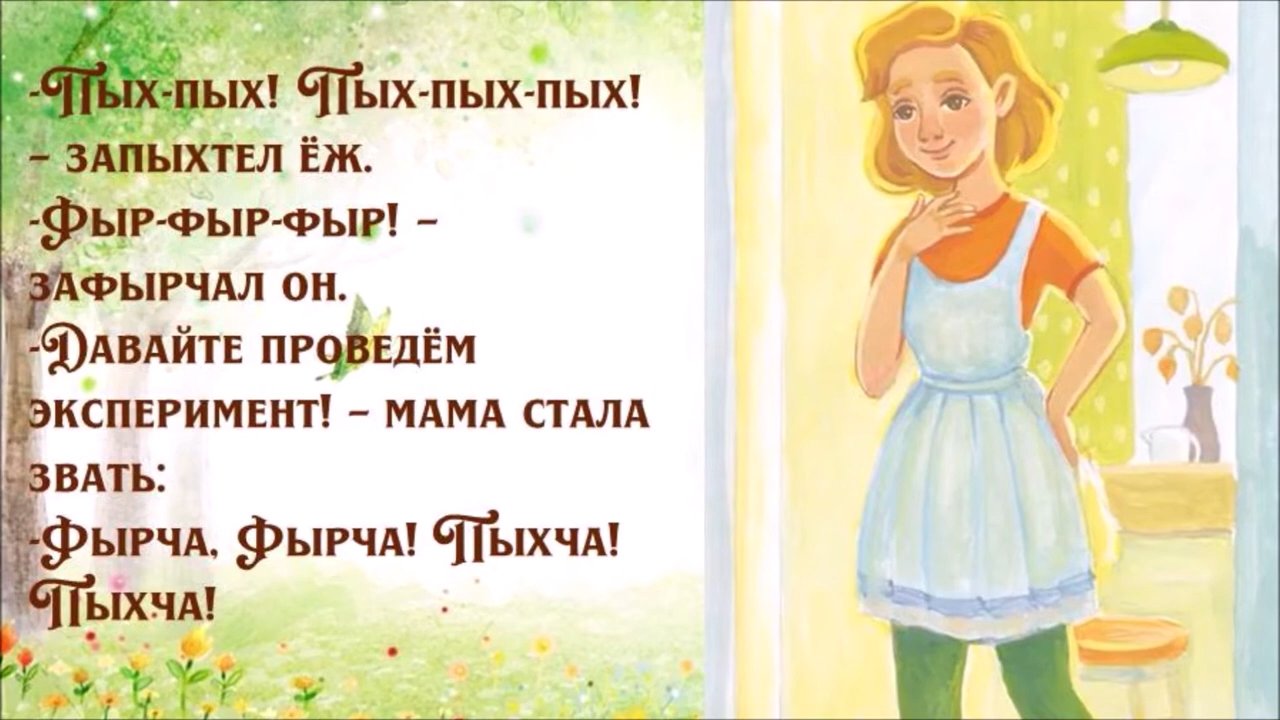 -Пых-пых! Пых-пых-пых!
– запыхтел ёж.
-Фыр-фыр-фыр! –
зафырчал он.
-Давайте проведём
эксперимент! – мама стала
звать:
-Фырча, Фырча! Пыхча!
Пыхча!